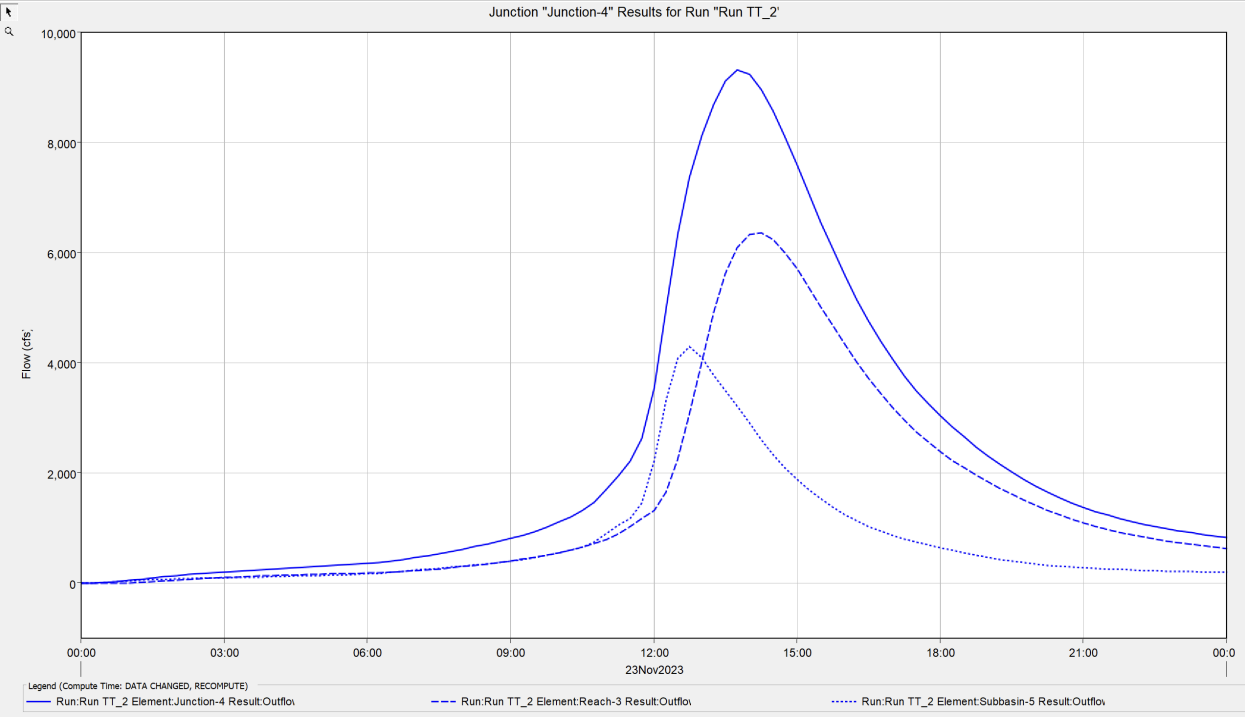 Junction "Junction-4" Results for Run "Run TT_2'
10,000
8,000
6,000
4,000
2,000
0
Flow (cfs)
00:00 03:00 06:00 09:00 12:00 15:00 18:00 21:00 00:0
23Nov2023
Legend (Compute Time: DATA CHANGED, RECOMPUTE)
Run:Run TT_2 Element:Junction-4 Result:Outflov Run:Run TT_2 Element:Reach-3 Result:Outflov Run:Run TT_2 Element:Subbasin-5 Result:Outflov